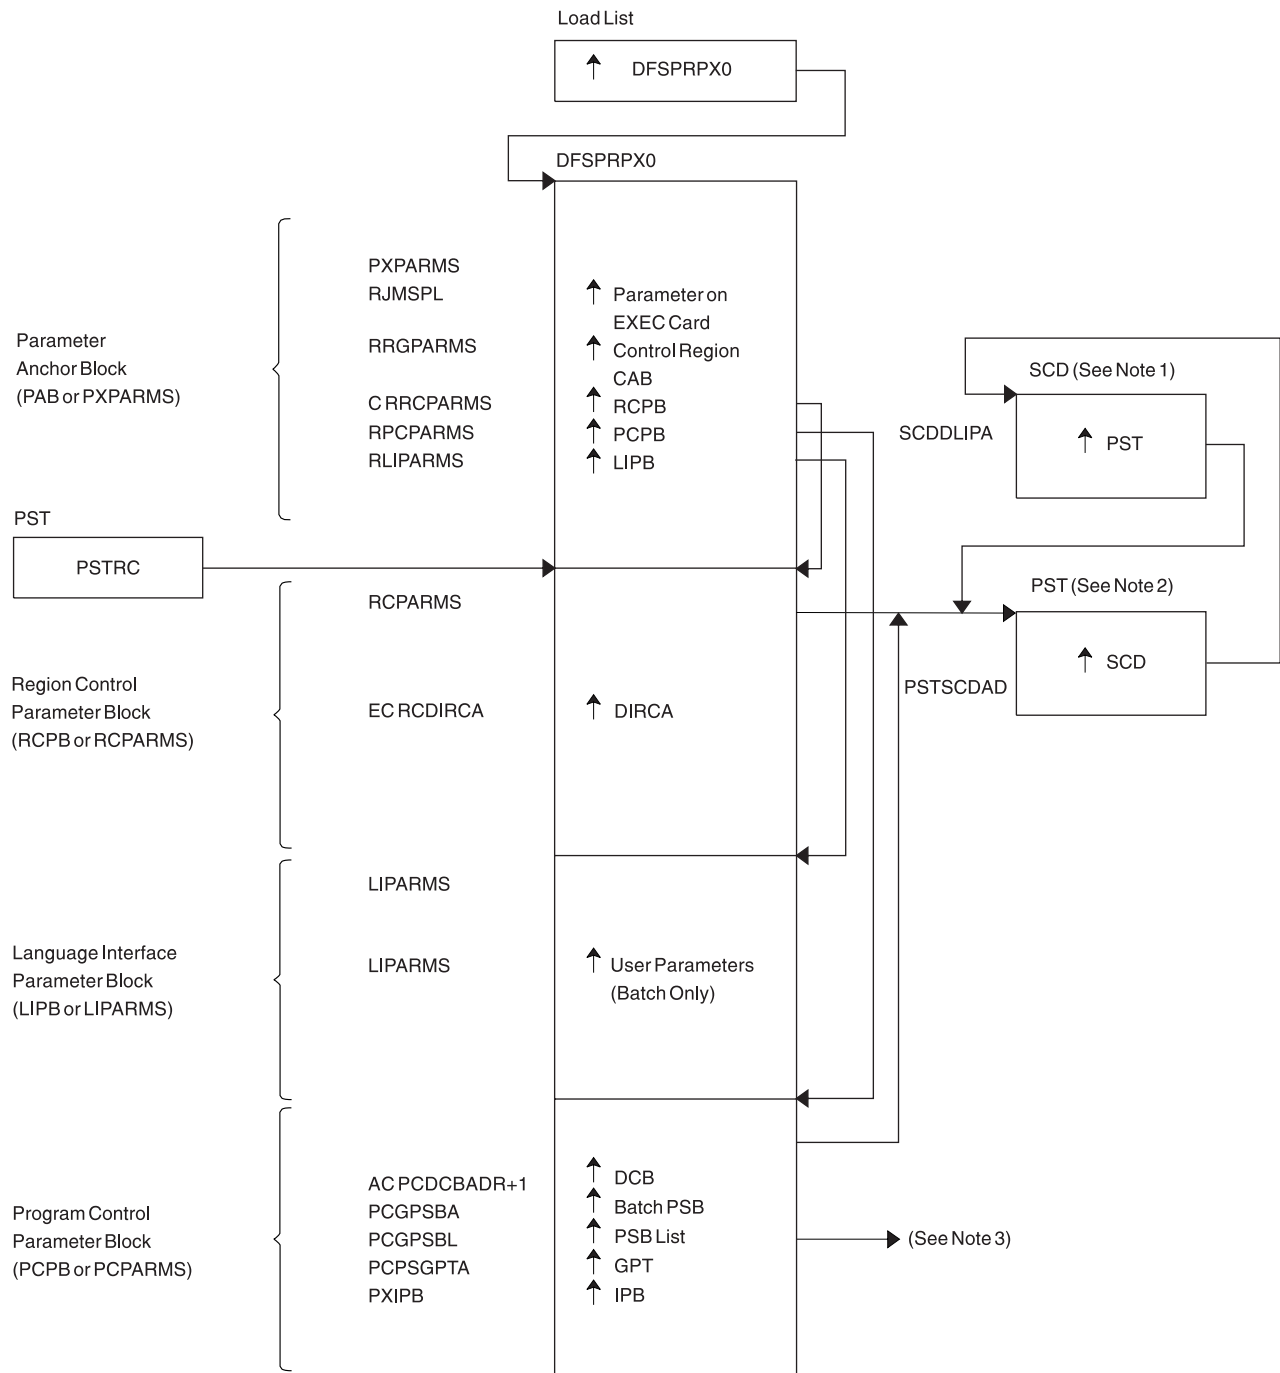 Load List
DFSPRPX0
DFSPRPX0
PXPARMS
RJMSPL
Parameter on
EXEC Card
RRGPARMS
Control Region
CAB
Parameter
Anchor Block
(PAB or PXPARMS)
C RRCPARMS
RCPB
RPCPARMS
PCPB
RLIPARMS
LIPB
SCD (See Note 1)
SCDDLIPA
PST
PST
PSTRC
PST (See Note 2)
SCD
PSTSCDAD
RCPARMS
Region Control
Parameter Block
(RCPB or RCPARMS)
EC RCDIRCA
DIRCA
LIPARMS
Language Interface
Parameter Block
(LIPB or LIPARMS)
LIPARMS
User Parameters
(Batch Only)
Program Control
Parameter Block
(PCPB or PCPARMS)
AC PCDCBADR+1
DCB
PCGPSBA
Batch PSB
PCGPSBL
PSB List
(See Note 3)
PCPSGPTA
GPT
PXIPB
IPB